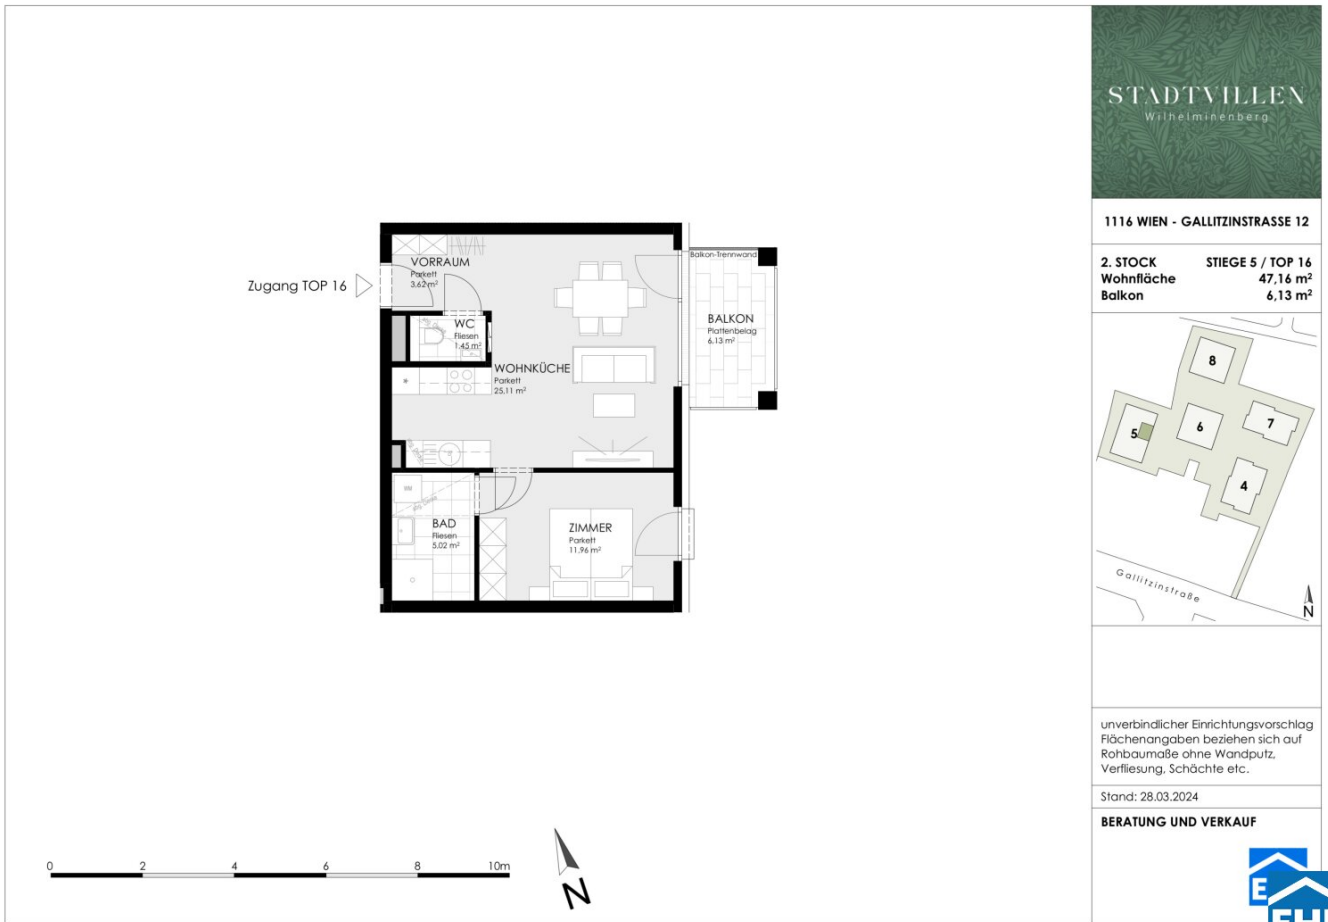 STADTVILLEN
Wilhelminenberg
1116 WIEN - GALLITZINSTRASSE 12
2. STOCK STIEGE 5 / TOP 16
Wohnfläche 47,16 m²
Balkon 6,13 m²
8
7
6
5
4
Gallitzinstraße
N
unverbindlicher Einrichtungsvorschlag
Flächenangaben beziehen sich auf
Rohbaumaße ohne Wandputz,
Verfliesung, Schächte etc.
Stand: 28.03.2024
BERATUNG UND VERKAUF
Zugang TOP 16
VORRAUM
Parkett
3,62 m²
WC
Fliesen
1,45 m²
WOHNKÜCHE
Parkett
25,11 m²
Balkon-Trennwand
BALKON
Plattenbelag
6,13 m²
BAD
Fliesen
5,02 m²
ZIMMER
Parkett
11,96 m²
0 2 4 6 8 10m
N